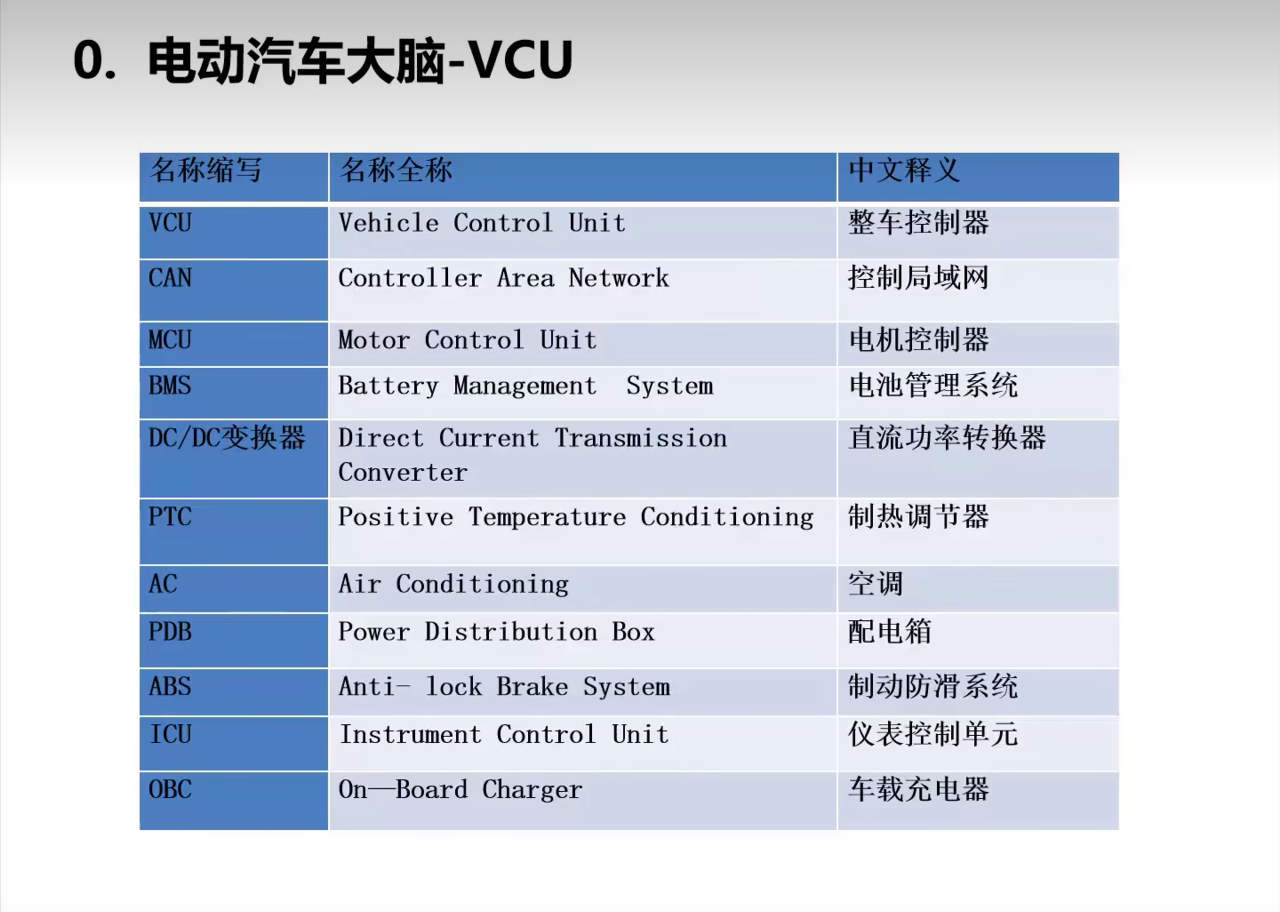 0. 电动汽车大脑-VCU
名称缩写 名称全称 中文释义
VCU Vehicle Control Unit 整车控制器
CAN Controller Area Network 控制局域网
MCU Motor Control Unit 电机控制器
BMS Battery Management System 电池管理系统
DC/DC变换器 Direct Current Transmission 直流功率转换器
Converter
PTC Positive Temperature Conditioning 制热调节器
AC Air Conditioning 空调
PDB Power Distribution Box 配电箱
ABS Anti- lock Brake System 制动防滑系统
ICU Instrument Control Unit 仪表控制单元
OBC On—Board Charger 车载充电器